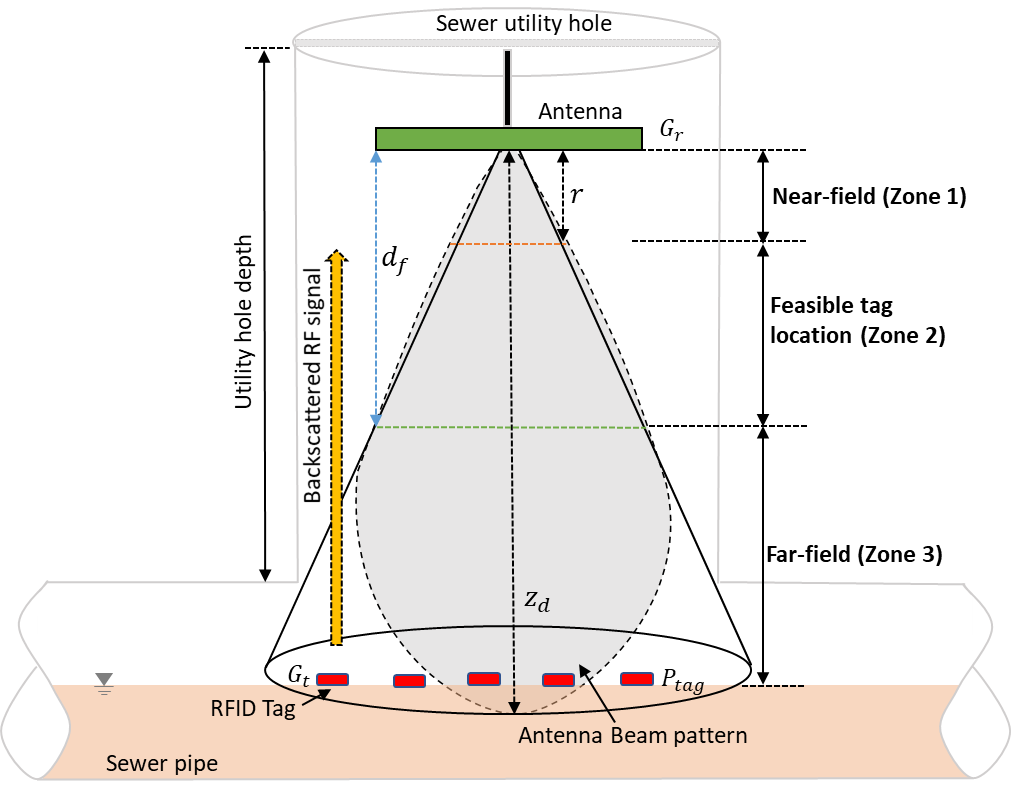 Sewer utility hole
Antenna
G_r
Near-field (Zone 1)
r
d_f
Utility hole depth
Backscattered RF signal
Feasible tag
location (Zone 2)
Far-field (Zone 3)
z_d
G_t
P_tag
RFID Tag
Antenna Beam pattern
Sewer pipe